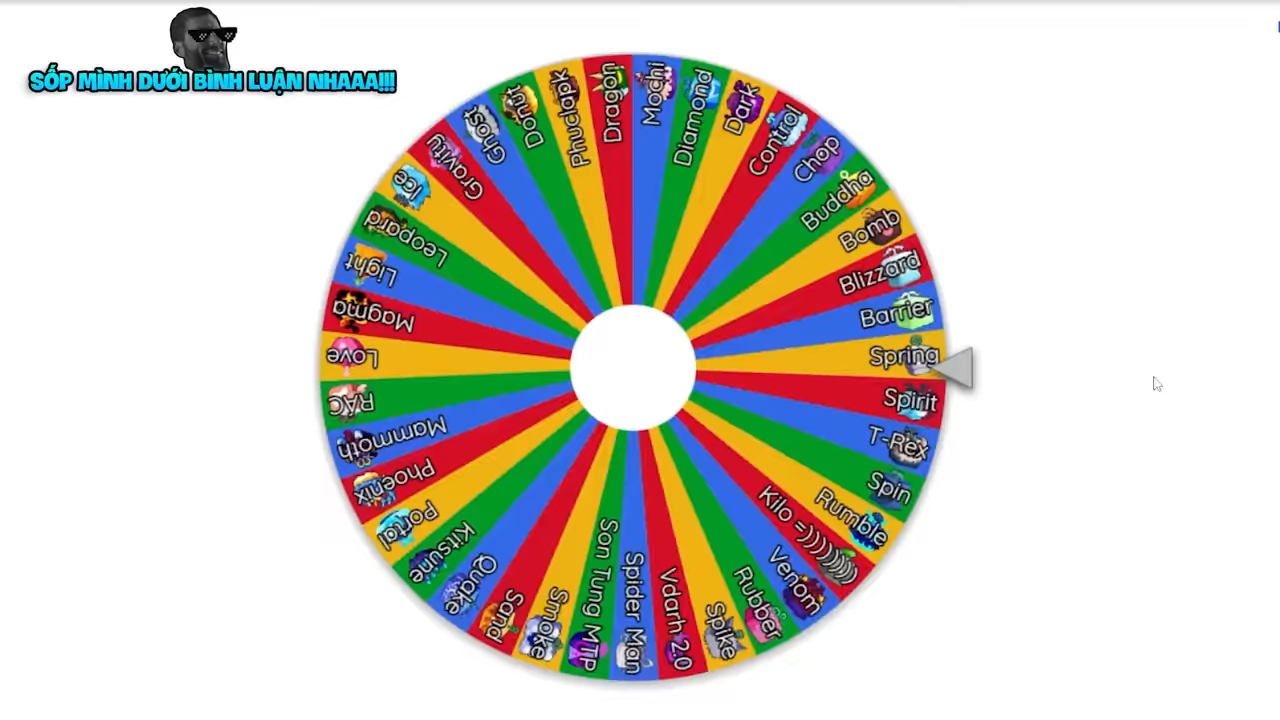 SỐP MÌNH DƯỚI BÌNH LUẬN NHAAA!!!
Mochi
Diamond
Dark
Control
Chop
Buddha
Bomb
Blizzard
Barrier
Spring
Spirit
T-Rex
Spin
Rumble
Kilo =))))))))
Venom
Rubber
Spike
Vdarh 2.0
Spider Man
Son Tung MTP
Smoke
Sand
Quake
Kitsune
Portal
Phoenix
Mammoth
RAC
Love
Magma
Light
Leopard
Ice
Gravity
Ghost
Donut
Phucapk
Dragon